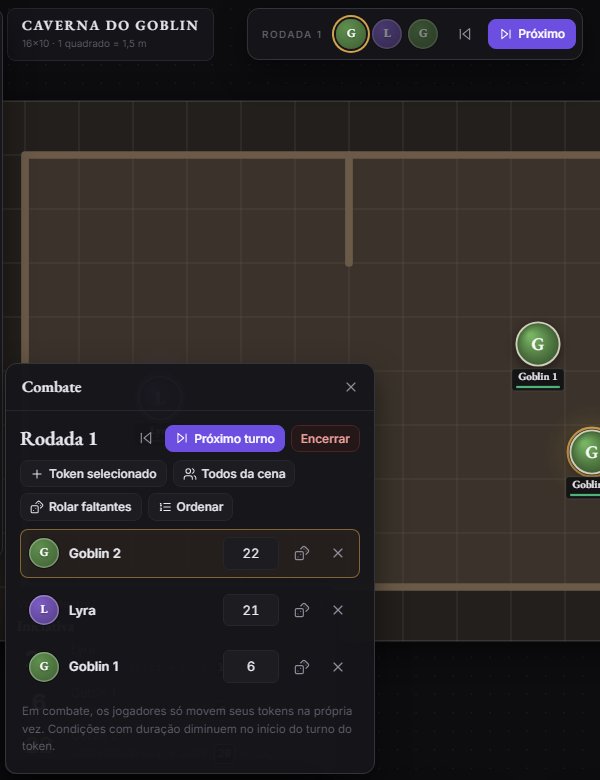 CAVERNA DO GOBLIN
16×10 · 1 quadrado = 1,5 m
RODADA 1
G
L
G
Próximo
G
Goblin 1
G
Goblin
Combate
L
Rodada 1
Próximo turno
Encerrar
Token selecionado
Todos da cena
Rolar faltantes
Ordenar
G
Goblin 2
22
L
Lyra
21
G
Goblin 1
6
Em combate, os jogadores só movem seus tokens na própria
vez. Condições com duração diminuem no início do turno do
token.